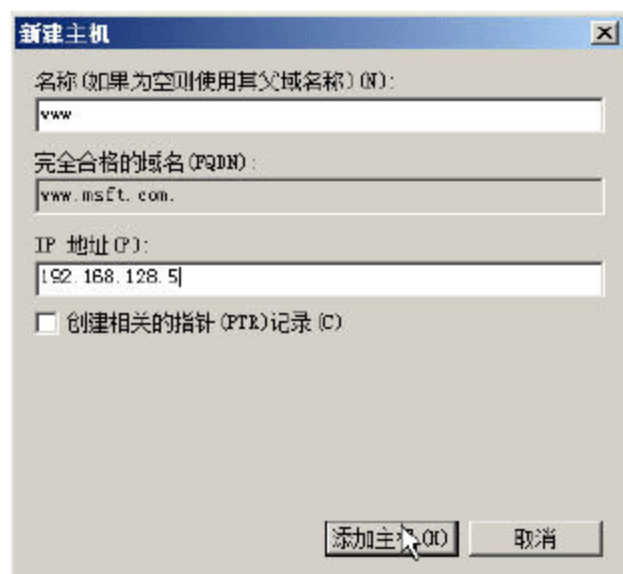 新建主机
名称(如果为空则使用其父域名称)(N):
www
完全合格的域名(FQDN):
www.msft.com.
IP 地址(P):
192.168.128.5
创建相关的指针(PTR)记录(C)
添加主机(H)
取消